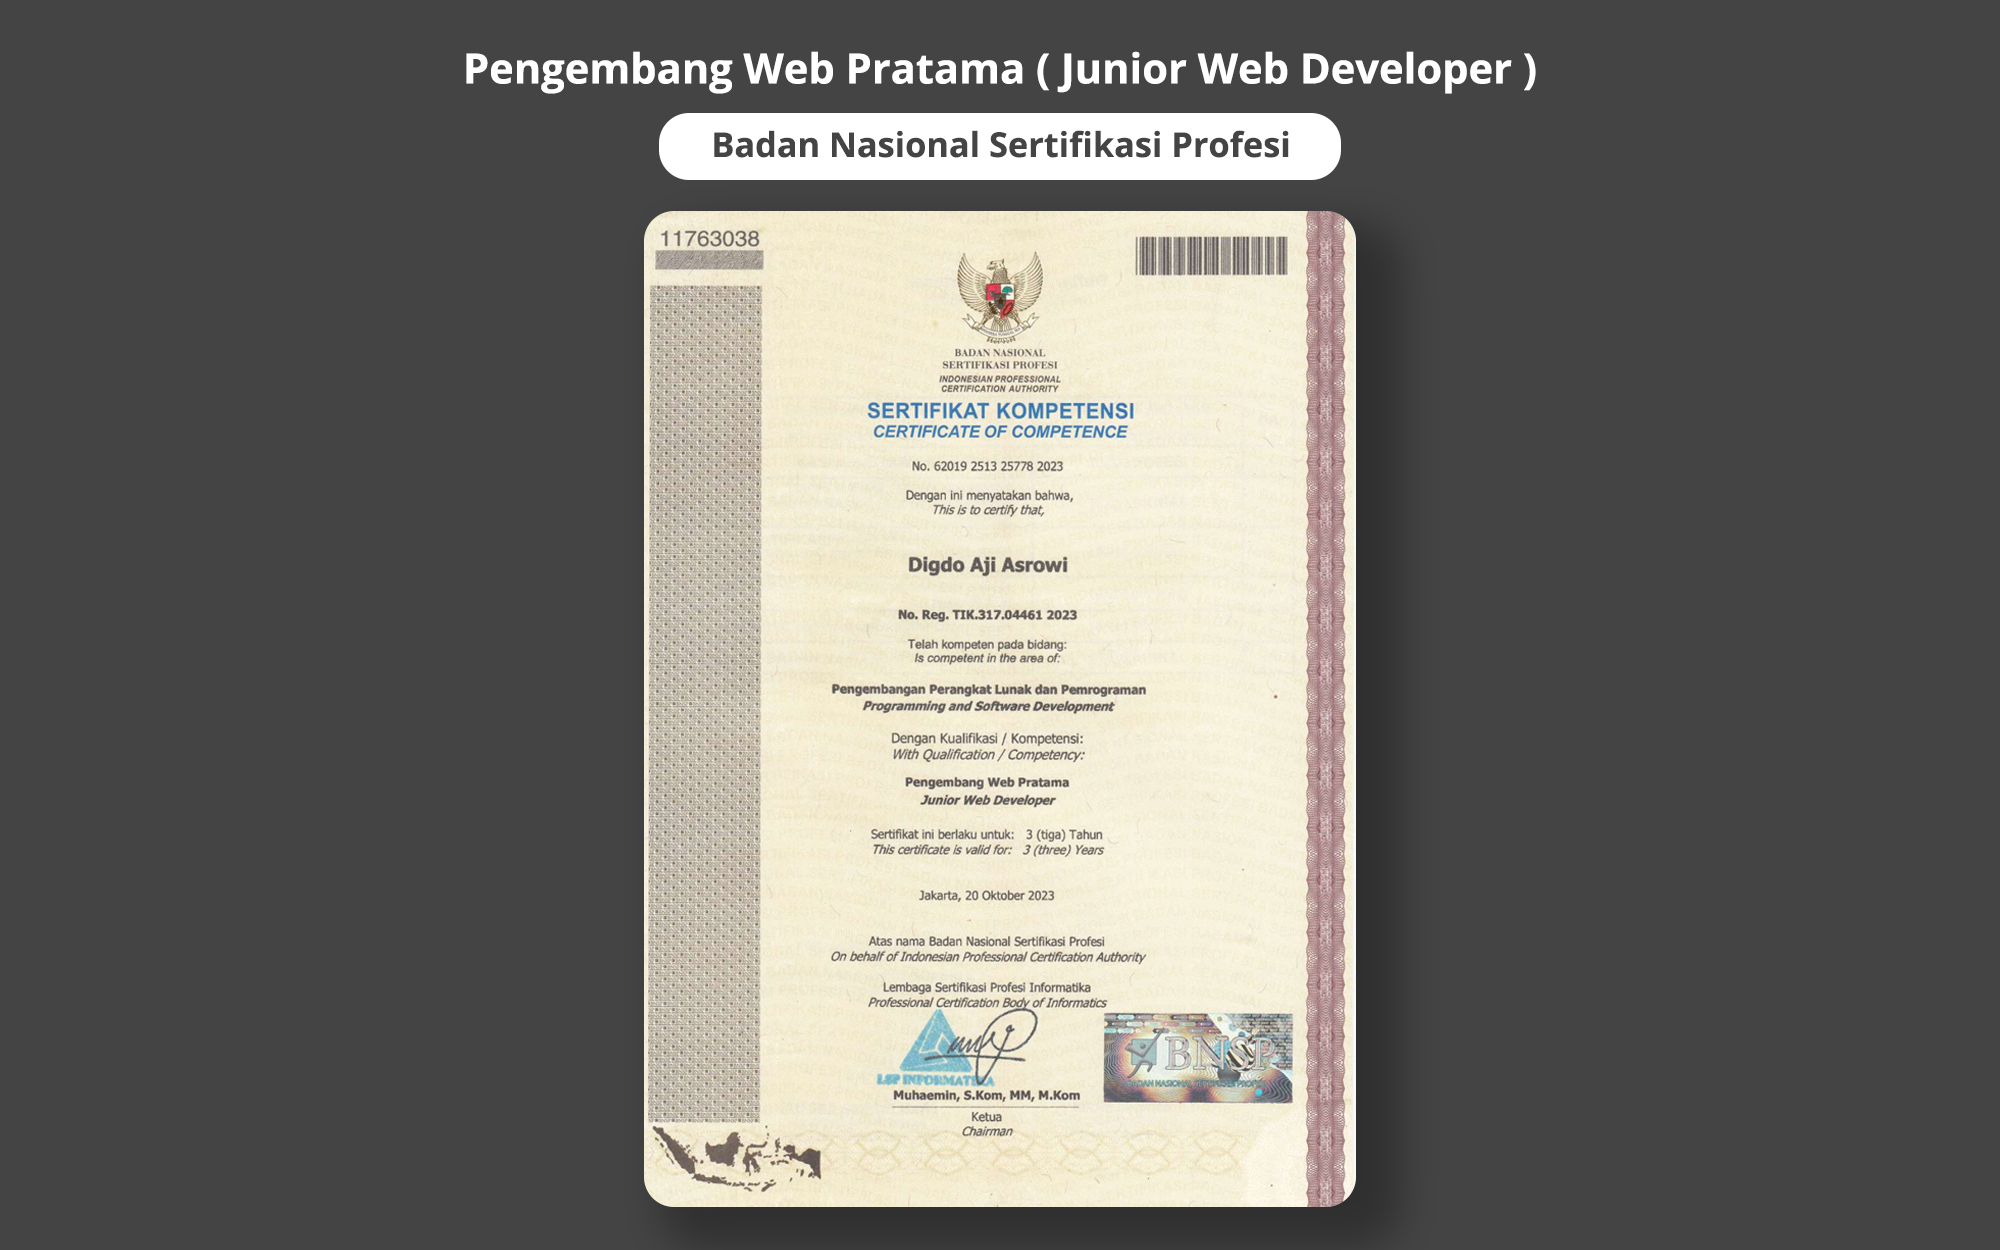 Pengembang Web Pratama ( Junior Web Developer )
Badan Nasional Sertifikasi Profesi
11763038
BADAN NASIONAL
SERTIFIKASI PROFESI
INDONESIAN PROFESSIONAL
CERTIFICATION AUTHORITY
SERTIFIKAT KOMPETENSI
CERTIFICATE OF COMPETENCE
No. 62019 2513 25778 2023
Dengan ini menyatakan bahwa,
This is to certify that,
Digdo Aji Asrowi
No. Reg. TIK.317.04461 2023
Telah kompeten pada bidang:
Is competent in the area of:
Pengembangan Perangkat Lunak dan Pemrograman
Programming and Software Development
Dengan Kualifikasi / Kompetensi:
With Qualification / Competency:
Pengembang Web Pratama
Junior Web Developer
Sertifikat ini berlaku untuk: 3 (tiga) Tahun
This certificate is valid for: 3 (three) Years
Jakarta, 20 Oktober 2023
Atas nama Badan Nasional Sertifikasi Profesi
On behalf of Indonesian Professional Certification Authority
Lembaga Sertifikasi Profesi Informatika
Professional Certification Body of Informatics
LSP INFORMATIKA
BNSP
BADAN NASIONAL SERTIFIKASI PROFESI
Muhaemin, S.Kom, MM, M.Kom
Ketua
Chairman